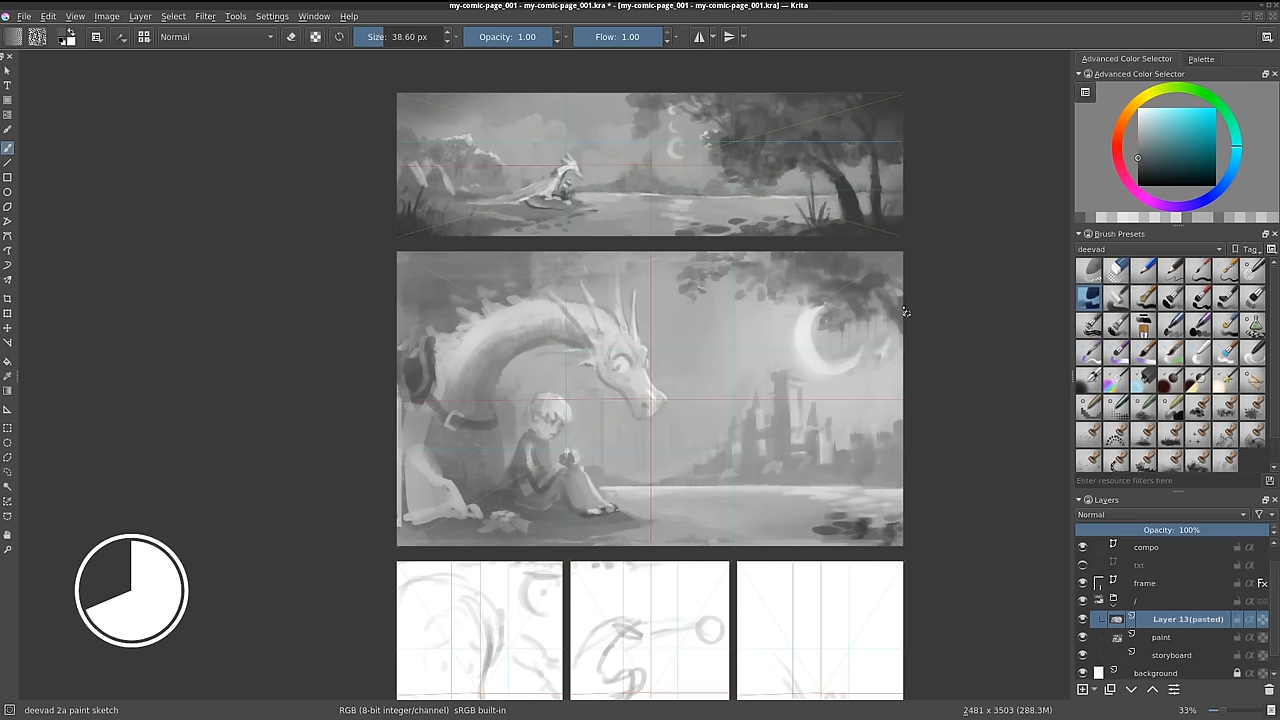 my-comic-page_001 - my-comic-page_001.kra * - [my-comic-page_001 - my-comic-page_001.kra] — Krita
File Edit View Image Layer Select Filter Tools Settings Window Help
Normal Size: 38.60 px Opacity: 1.00 Flow: 1.00
Advanced Color Selector Palette
Advanced Color Selector
Brush Presets
deevad Tag
Enter resource filters here
Layers
Normal
Opacity: 100%
compo
txt
frame
/
Layer 13(pasted)
paint
storyboard
background
deevad 2a paint sketch RGB (8-bit integer/channel) sRGB built-in 2481 x 3503 (288.3M) 33%